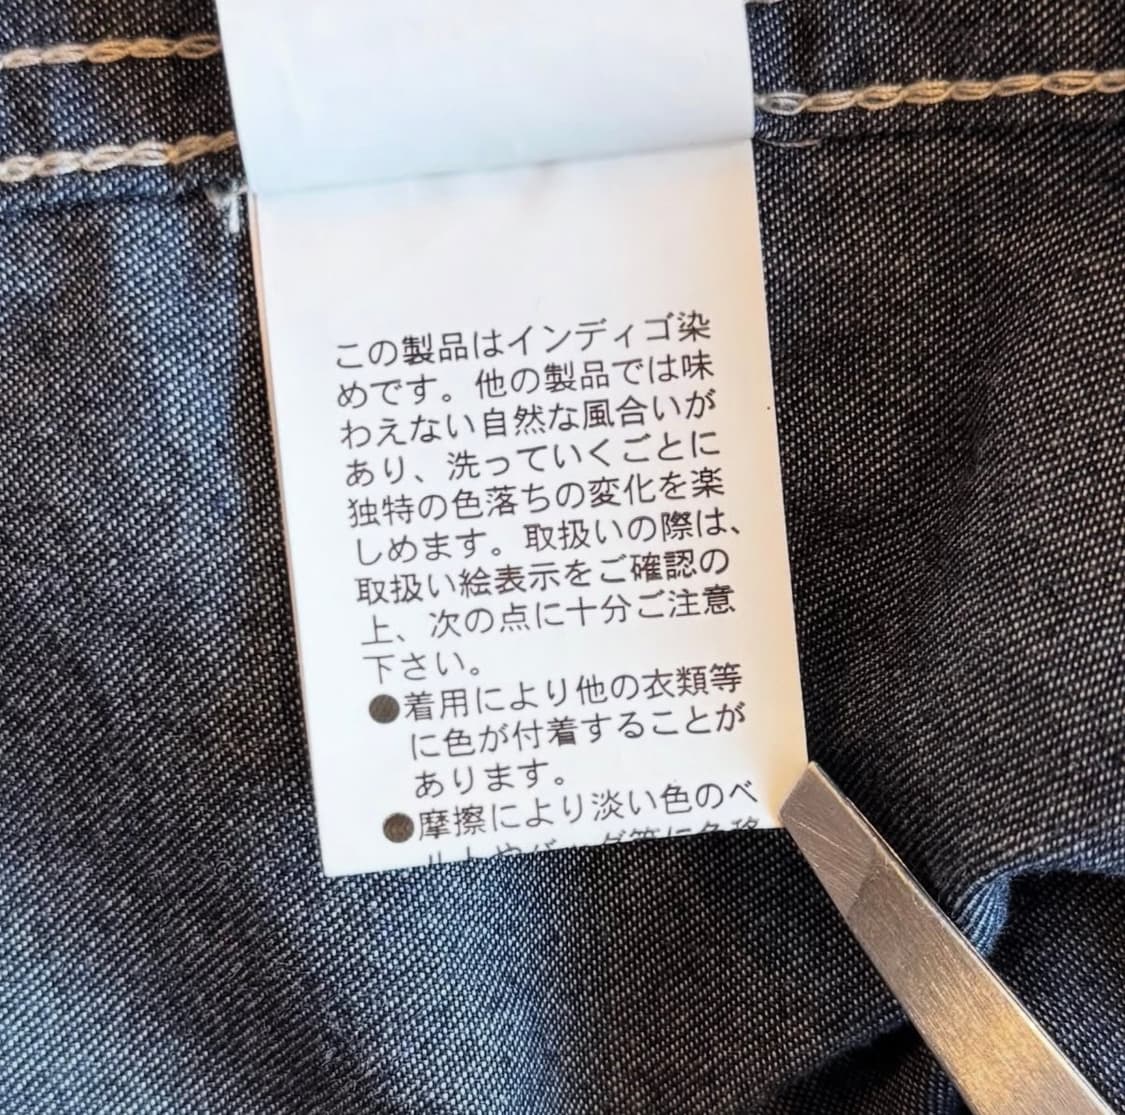 この製品はインディゴ染
めです。他の製品では味
わえない自然な風合いが
あり、洗っていくごとに
独特の色落ちの変化を楽
しめます。取扱いの際は、
取扱い絵表示をご確認の
上、次の点に十分ご注意
下さい。
●着用により他の衣類等
に色が付着することが
あります。
●摩擦により淡い色のベ